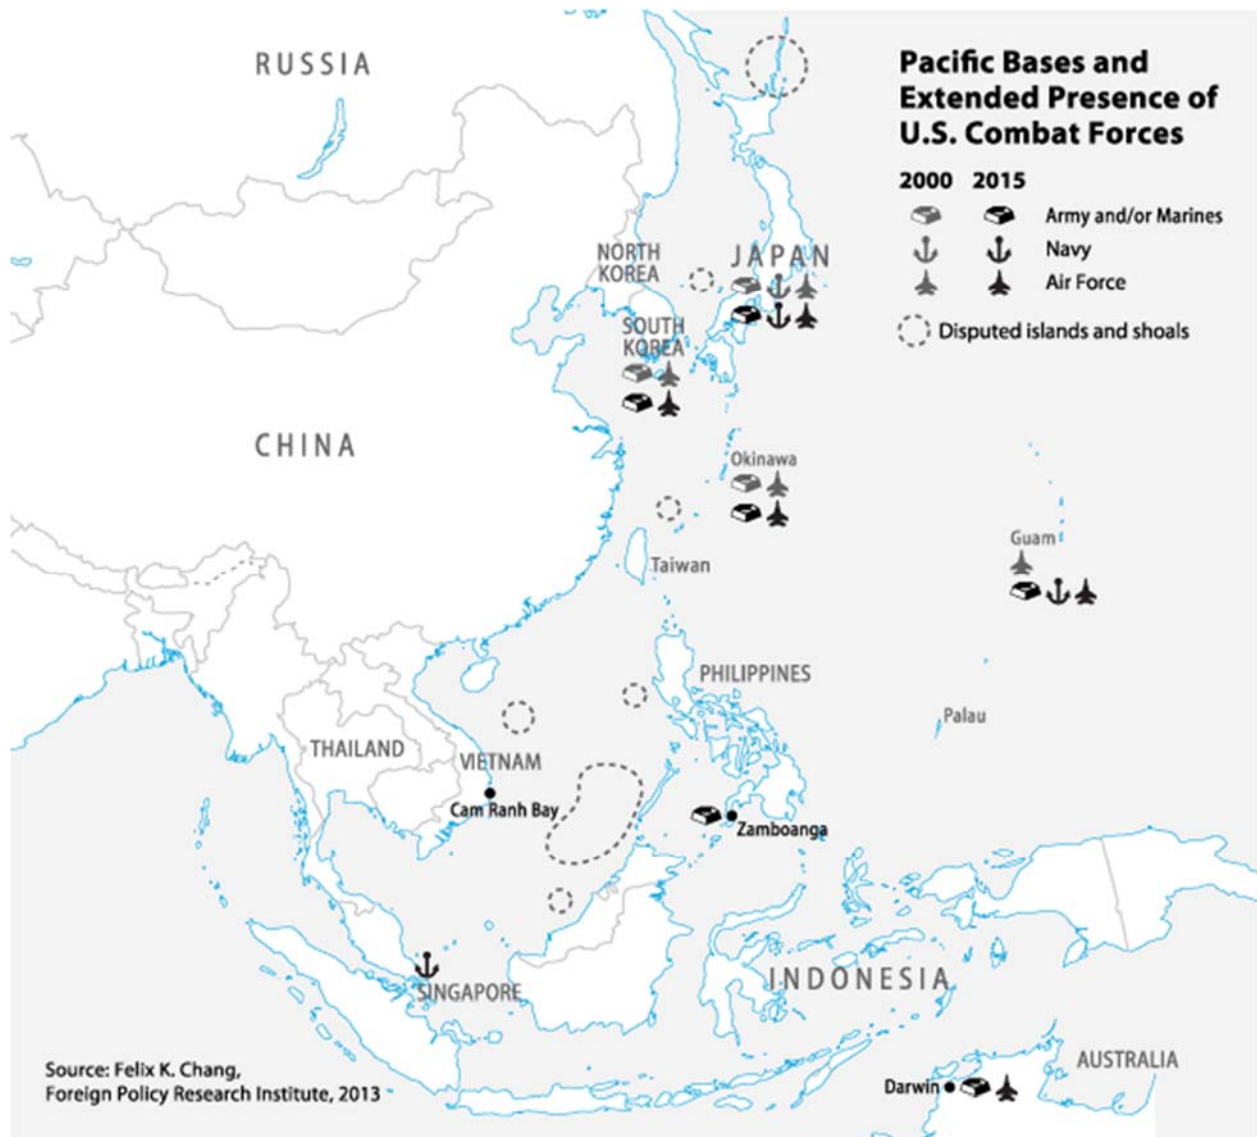 RUSSIA
Pacific Bases and
Extended Presence of
U.S. Combat Forces
2000 2015
Army and/or Marines
Navy
Air Force
Disputed islands and shoals
NORTH
KOREA
JAPAN
SOUTH
KOREA
CHINA
Okinawa
Taiwan
Guam
PHILIPPINES
Palau
THAILAND
VIETNAM
Cam Ranh Bay
Zamboanga
SINGAPORE
INDONESIA
Source: Felix K. Chang,
Foreign Policy Research Institute, 2013
AUSTRALIA
Darwin